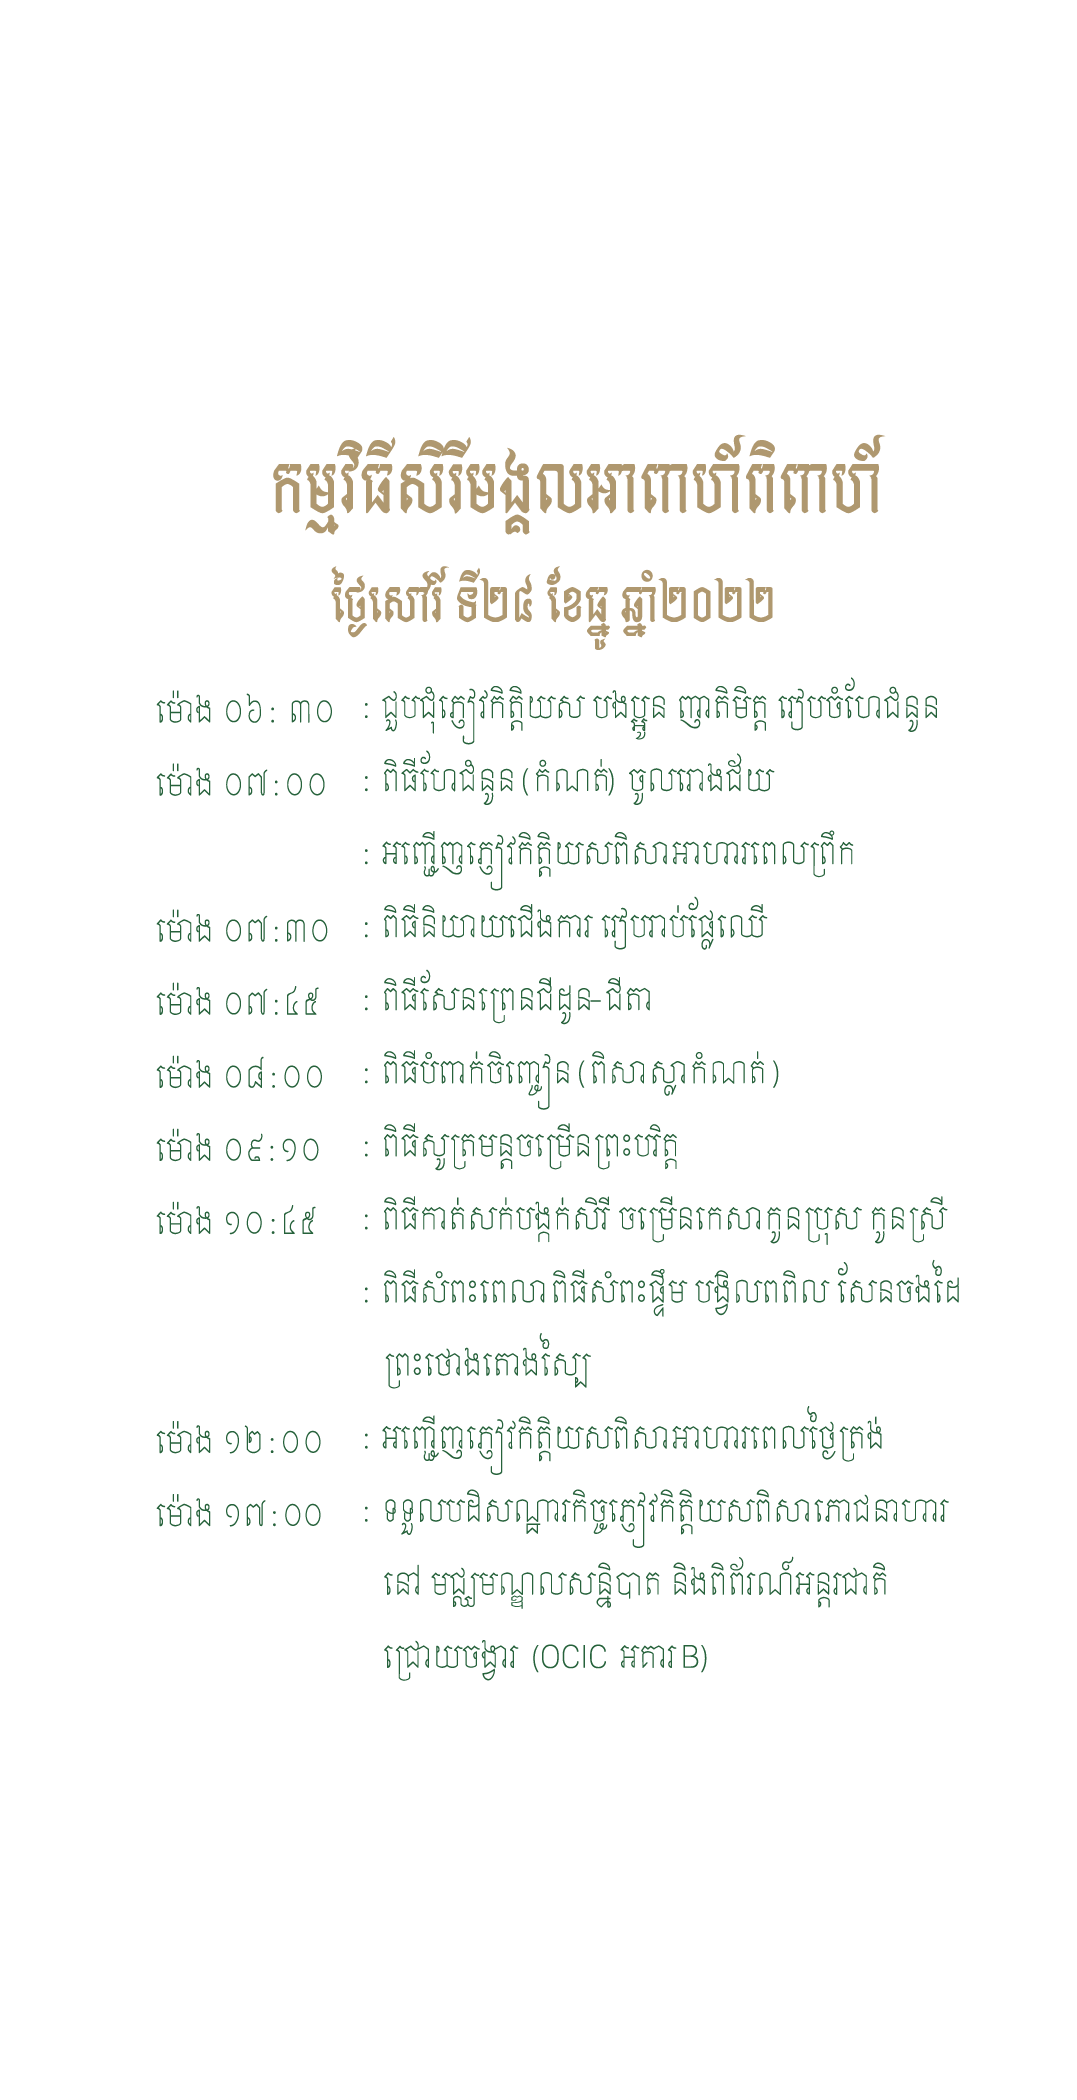 កម្មវិធីសិរីមង្គលអាពាហ៍ពិពាហ៍
ថ្ងៃសៅរ៍ ទី២៤ ខែធ្នូ ឆ្នាំ២០២២
ម៉ោង ០៦: ៣០ : ជួបជុំភ្ញៀវកិត្តិយស បងប្អូន ញាតិមិត្ត រៀបចំហែជំនូន
ម៉ោង ០៧:០០ : ពិធីហែជំនូន(កំណត់) ចូលរោងជ័យ
: អញ្ជើញភ្ញៀវកិត្តិយសពិសាអាហារពេលព្រឹក
ម៉ោង ០៧:៣០ : ពិធីនិយាយជើងការ រៀបរាប់ផ្លែឈើ
ម៉ោង ០៧:៤៥ : ពិធីសែនព្រេនជីដូន-ជីតា
ម៉ោង ០៨:០០ : ពិធីបំពាក់ចិញ្ចៀន(ពិសាស្លាកំណត់)
ម៉ោង ០៩:១០ : ពិធីសូត្រមន្តចម្រើនព្រះបរិត្ត
ម៉ោង ១០:៤៥ : ពិធីកាត់សក់បង្កក់សិរី ចម្រើនកេសាកូនប្រុស កូនស្រី
: ពិធីសំពះពេលា ពិធីសំពះផ្ទឹម បង្វិលពពិល សែនចងដៃ
ព្រះថោងតោងស្បៃ
ម៉ោង ១២:០០ : អញ្ជើញភ្ញៀវកិត្តិយសពិសាអាហារពេលថ្ងៃត្រង់
ម៉ោង ១៧:០០ : ទទួលបដិសណ្ឋារកិច្ចភ្ញៀវកិត្តិយសពិសាភោជនាហារ
នៅ មជ្ឈមណ្ឌលសន្និបាត និងពិព័រណ៍អន្តរជាតិ
ជ្រោយចង្វារ (OCIC អគារ B)